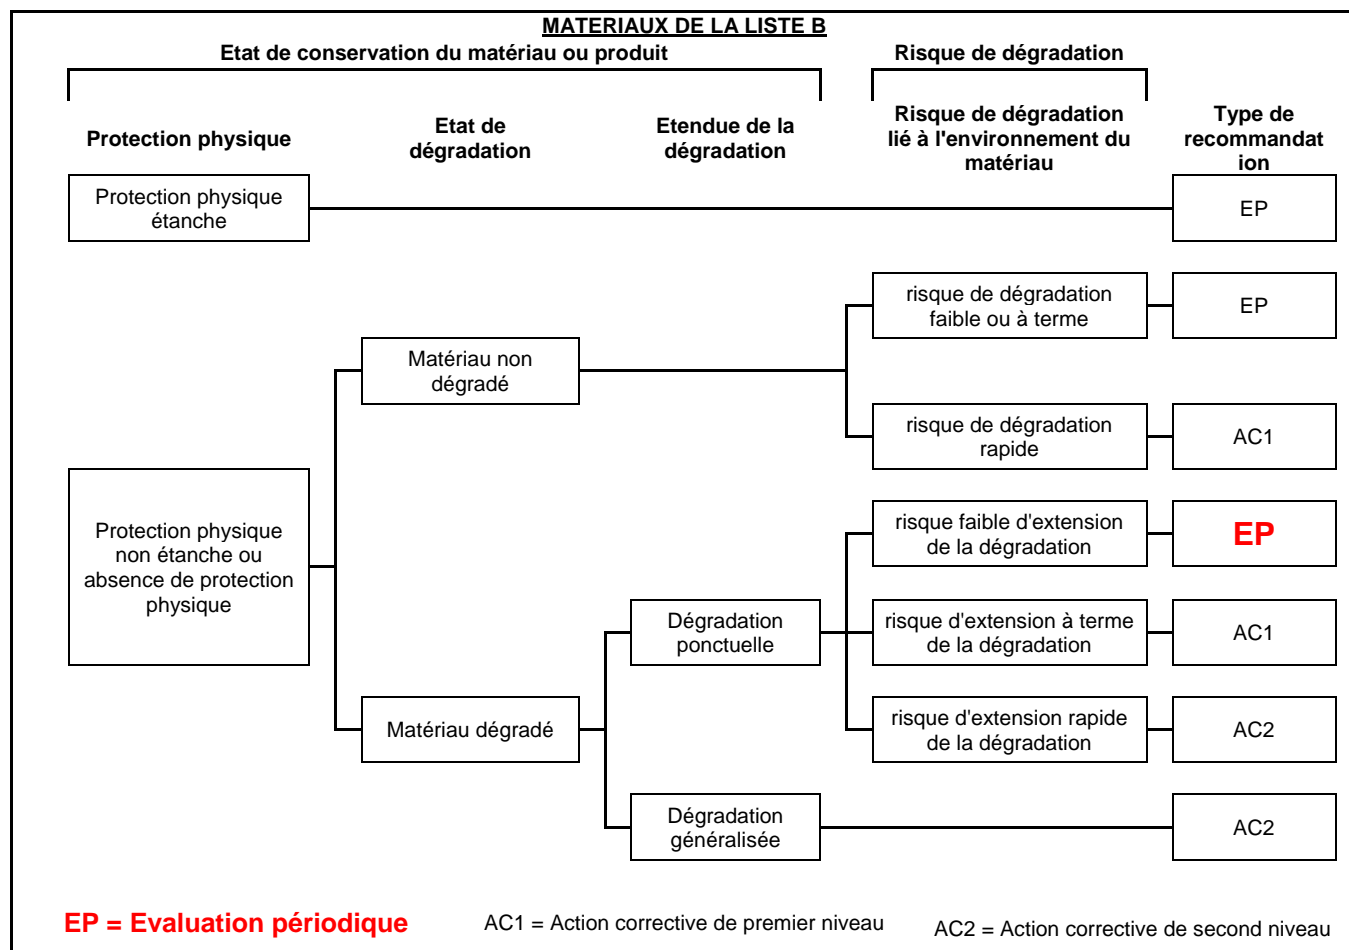 MATERIAUX DE LA LISTE B
Etat de conservation du matériau ou produit
Risque de dégradation
Protection physique
Etat de
dégradation
Etendue de la
dégradation
Risque de dégradation
lié à l'environnement du
matériau
Type de
recommandat
ion
Protection physique
étanche
EP
risque de dégradation
faible ou à terme
EP
Matériau non
dégradé
risque de dégradation
rapide
AC1
Protection physique
non étanche ou
absence de protection
physique
risque faible d'extension
de la dégradation
EP
Dégradation
ponctuelle
risque d'extension à terme
de la dégradation
AC1
Matériau dégradé
risque d'extension rapide
de la dégradation
AC2
Dégradation
généralisée
AC2
EP = Evaluation périodique
AC1 = Action corrective de premier niveau
AC2 = Action corrective de second niveau